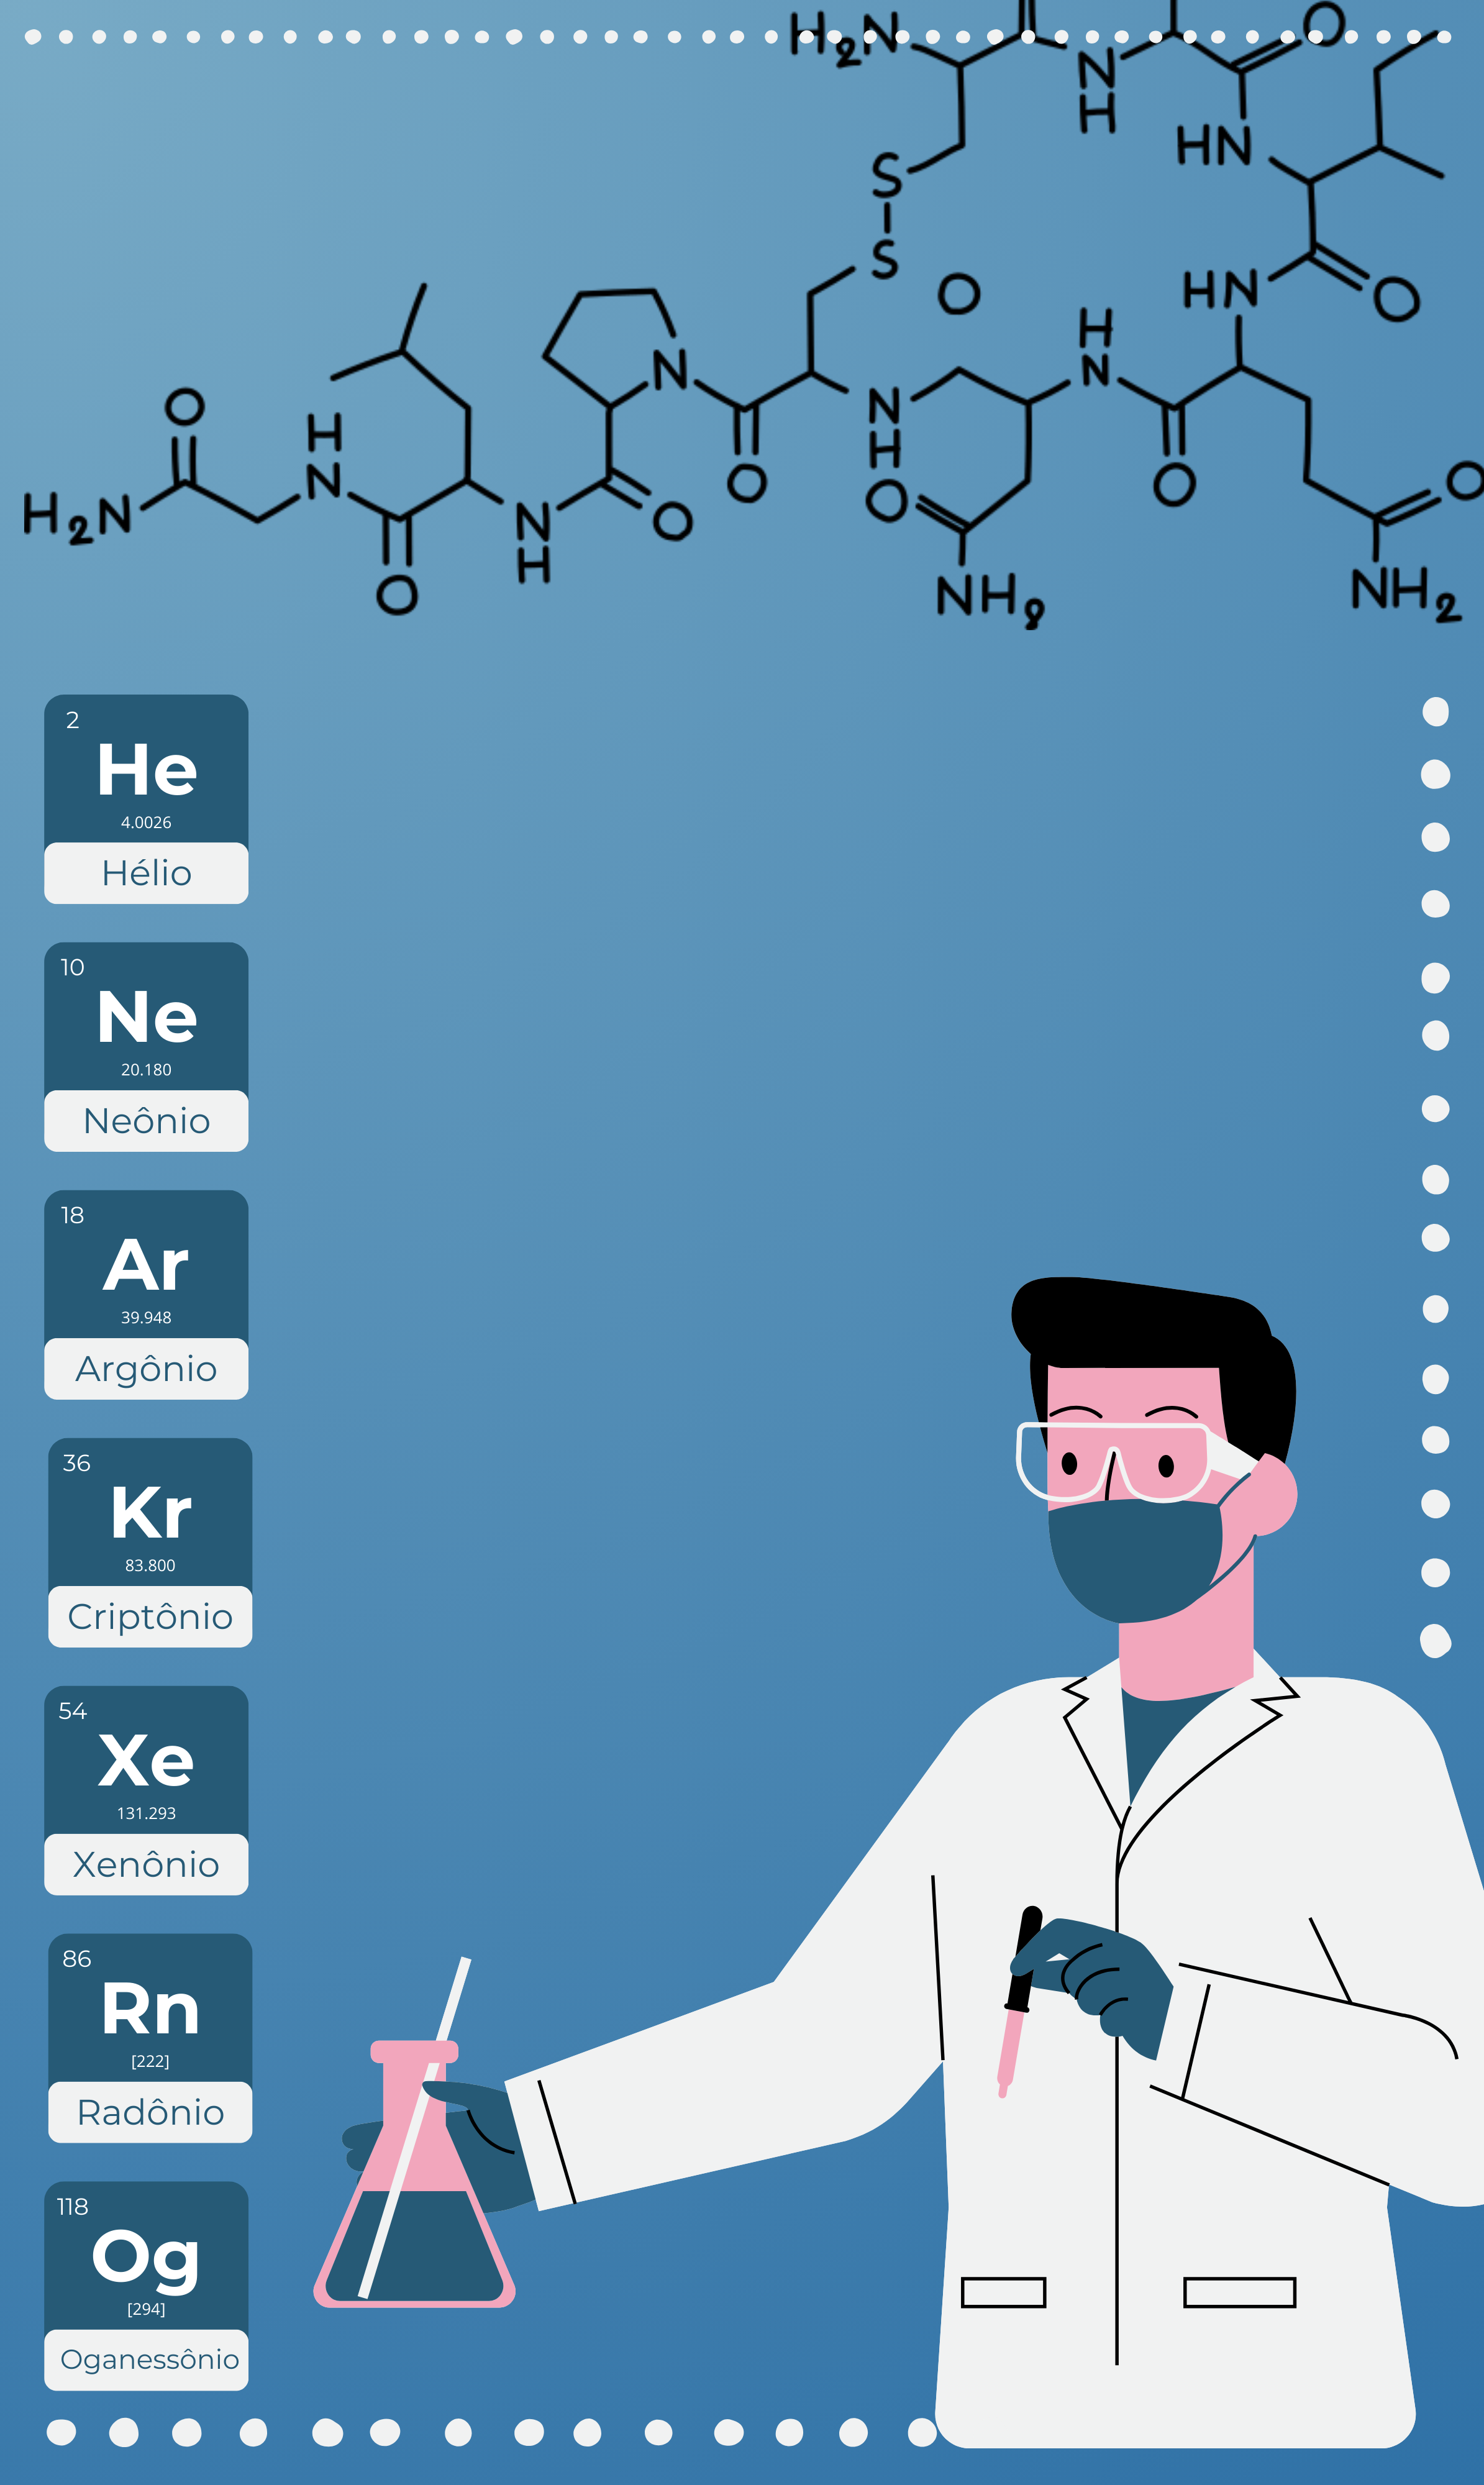 H₂N
O
N
H
HN
S
S
O
HN
O
H
N
N
O
H
N
H
O
O
N
H
O
O
O
H₂N
N
H
O
NH₂
NH₂
2
He
4.0026
Hélio
10
Ne
20.180
Neônio
18
Ar
39.948
Argônio
36
Kr
83.800
Criptônio
54
Xe
131.293
Xenônio
86
Rn
[222]
Radônio
118
Og
[294]
Oganessônio